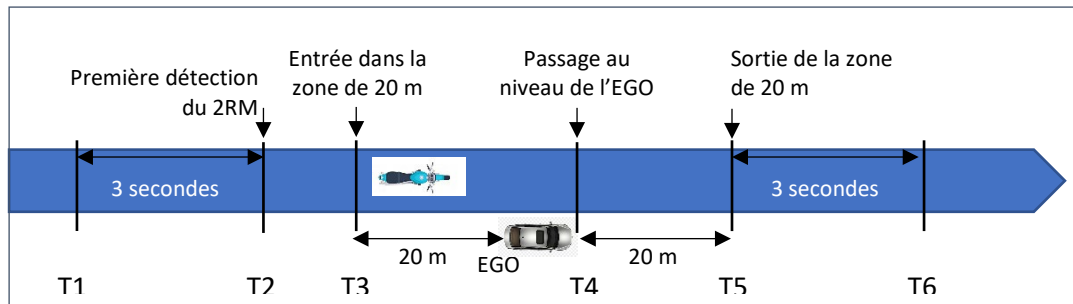 Première détection
du 2RM
Entrée dans la
zone de 20 m
Passage au
niveau de l’EGO
Sortie de la zone
de 20 m
3 secondes
3 secondes
20 m
EGO
20 m
T1
T2
T3
T4
T5
T6